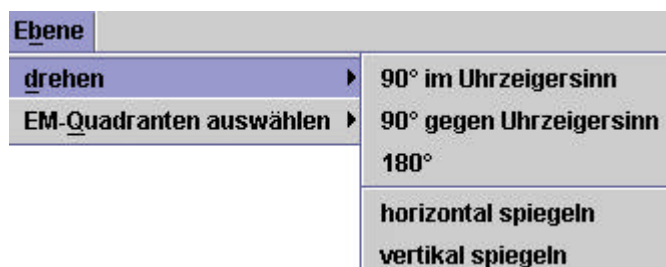 Ebene
drehen
EM-Quadranten auswählen
90° im Uhrzeigersinn
90° gegen Uhrzeigersinn
180°
horizontal spiegeln
vertikal spiegeln